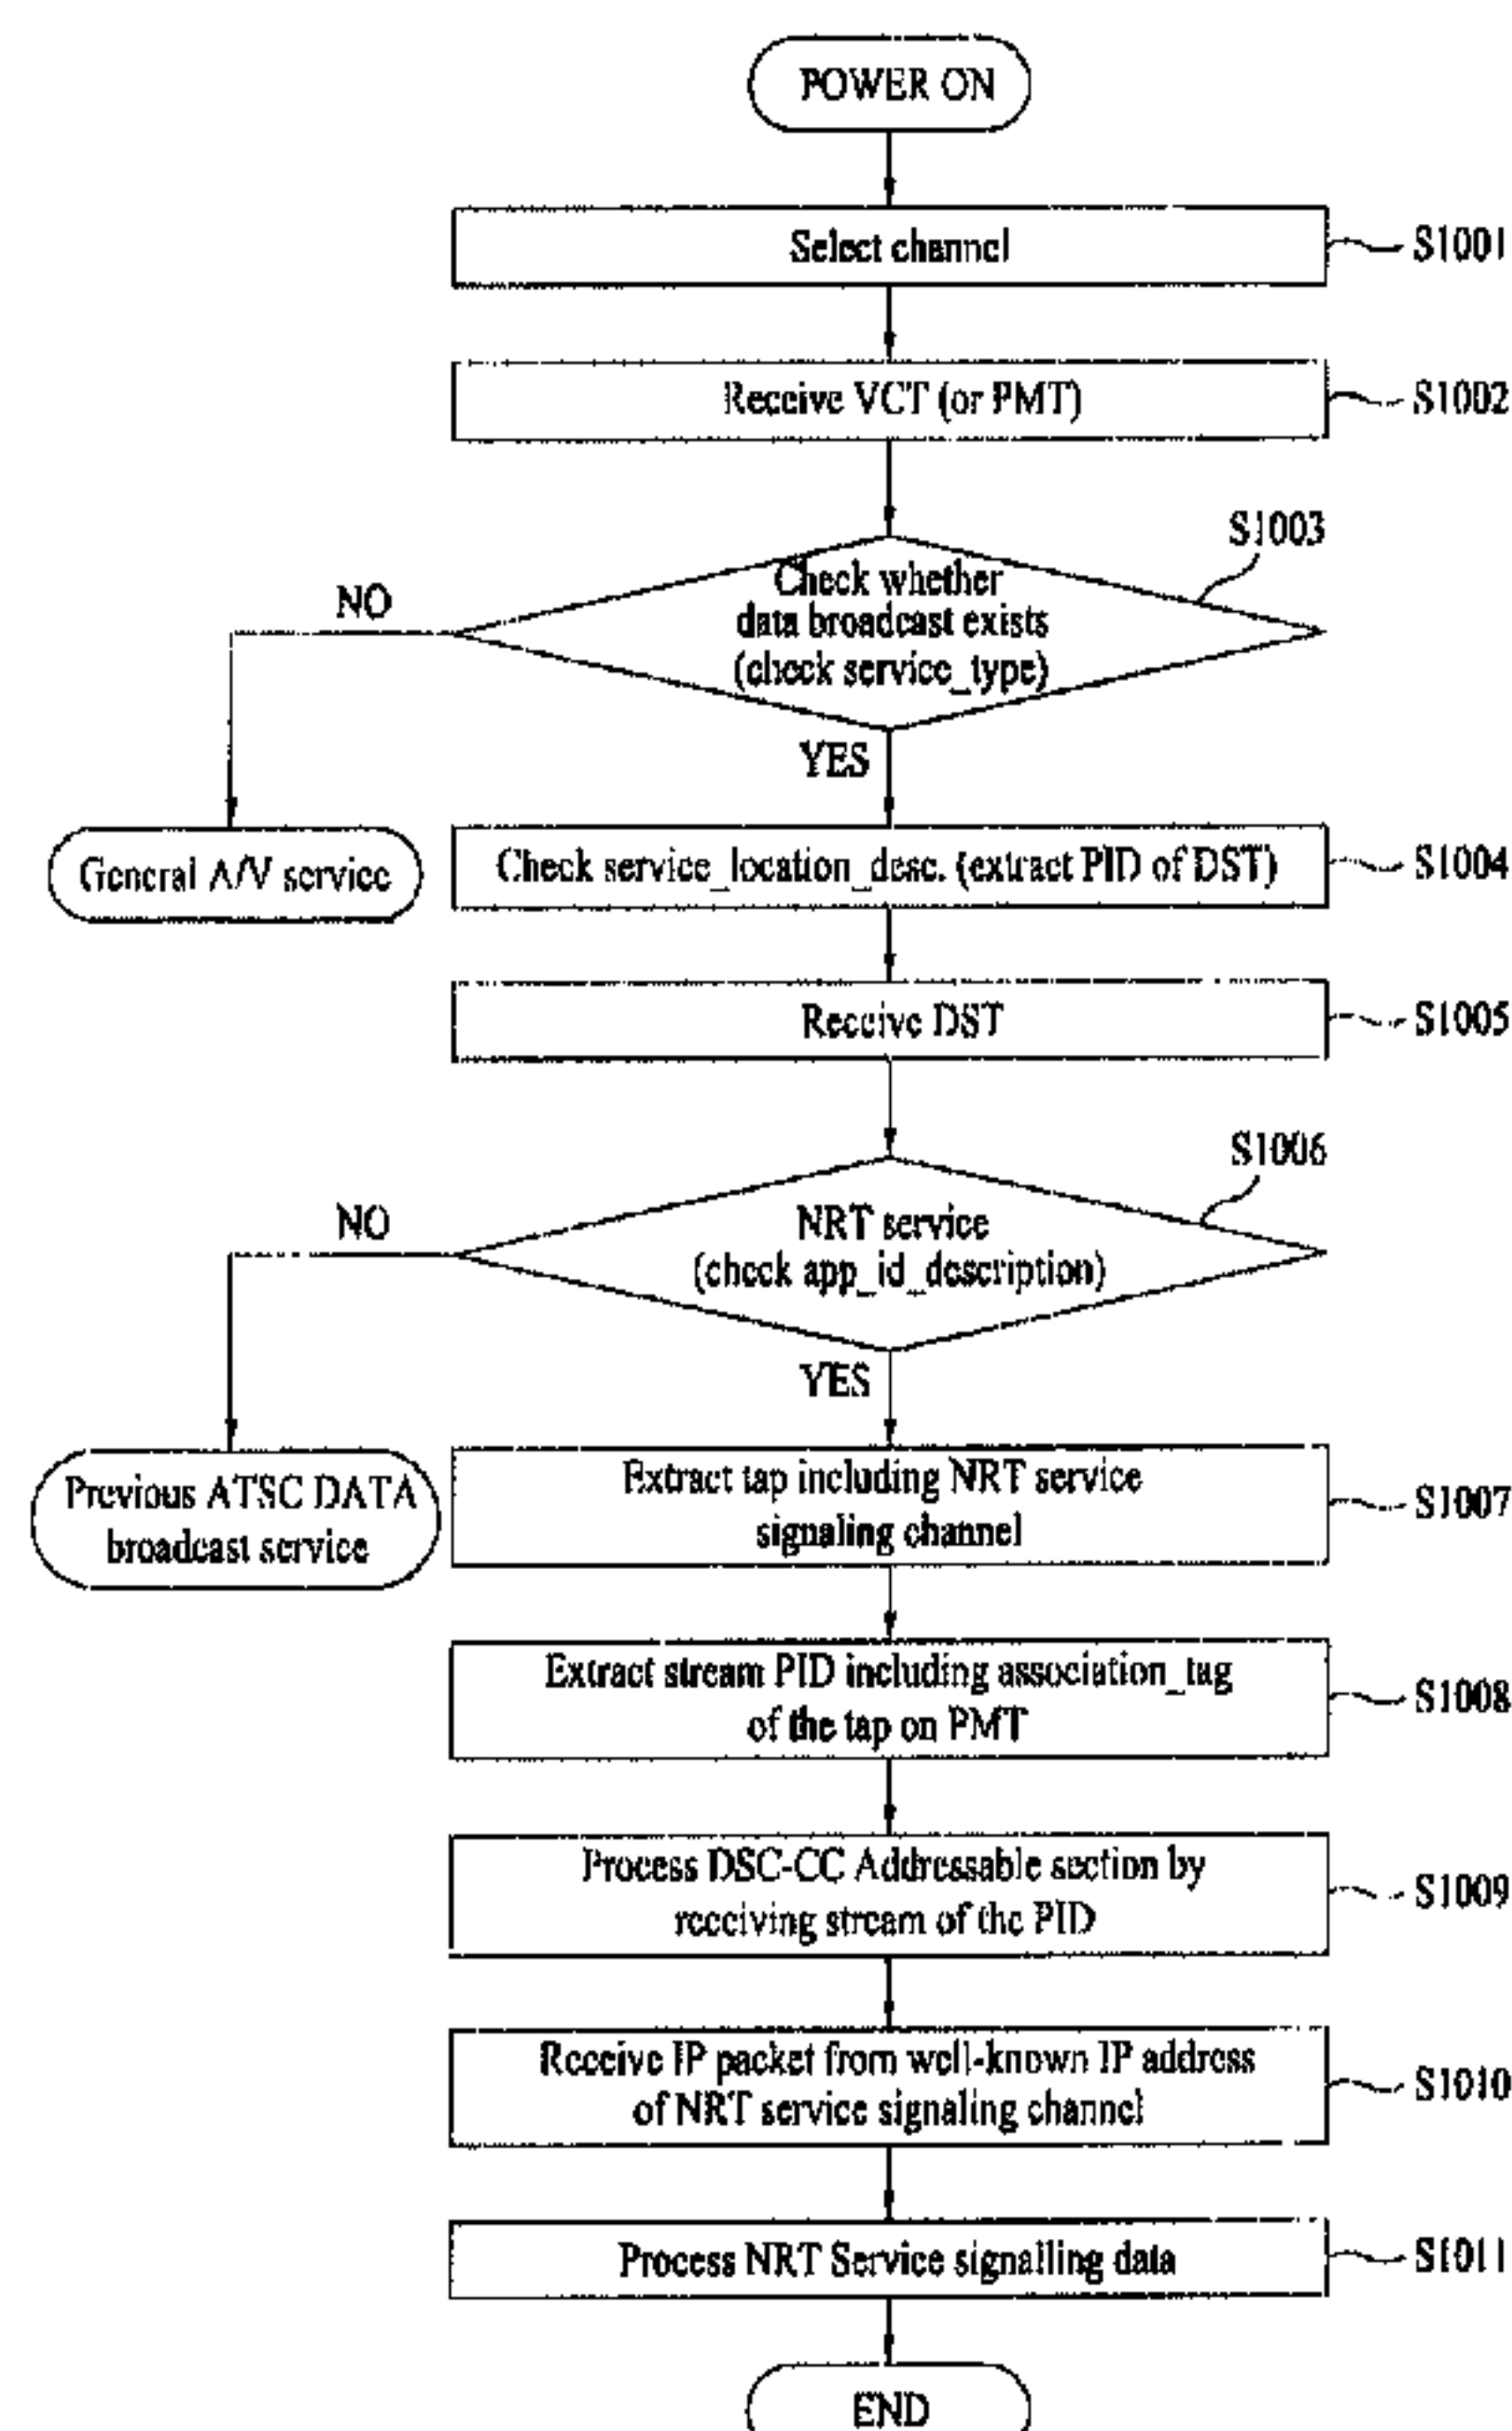 POWER ON
Select channel
S1001
Receive VCT (or PMT)
S1002
S1003
Check whether
data broadcast exists
(check service_type)
NO
YES
General A/V service
Check service_location_desc. (extract PID of DST)
S1004
Receive DST
S1005
S1006
NRT service
(check app_id_description)
NO
YES
Previous ATSC DATA
broadcast service
Extract tap including NRT service
signaling channel
S1007
Extract stream PID including association_tag
of the tap on PMT
S1008
Process DSC-CC Addressable section by
receiving stream of the PID
S1009
Receive IP packet from well-known IP address
of NRT service signaling channel
S1010
Process NRT Service signalling data
S1011
END